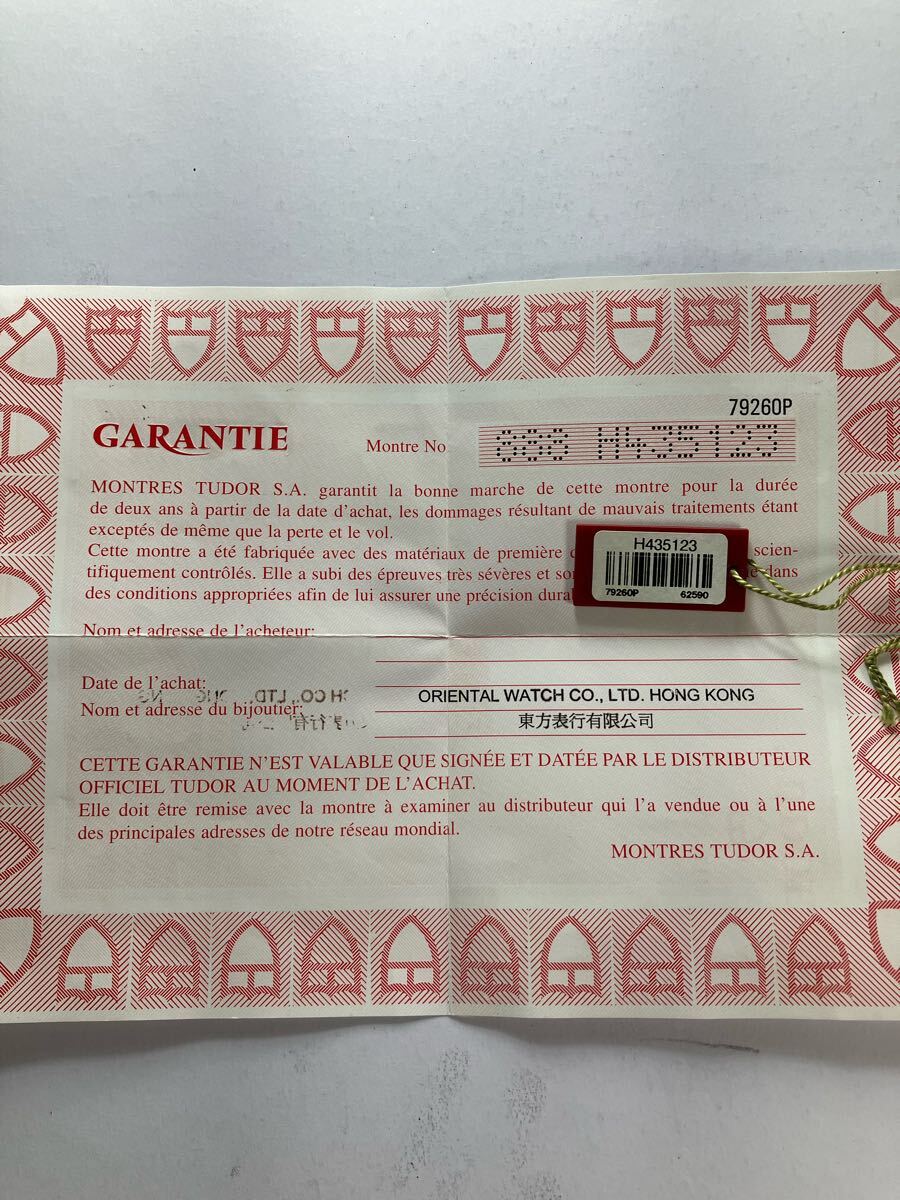 79260P
GARANTIE
Montre No 888 H435123
MONTRES TUDOR S.A. garantit la bonne marche de cette montre pour la durée
de deux ans à partir de la date d'achat, les dommages résultant de mauvais traitements étant
exceptés de même que la perte et le vol.
Cette montre a été fabriquée avec des matériaux de première scien-
tifiquement contrôlés. Elle a subi des épreuves très sévères et dans
des conditions appropriées afin de lui assurer une précision
H435123
79260P 62590
Nom et adresse de l'acheteur:
Date de l'achat:
Nom et adresse du bijoutier:
ORIENTAL WATCH CO., LTD. HONG KONG
東方表行有限公司
CETTE GARANTIE N'EST VALABLE QUE SIGNÉE ET DATÉE PAR LE DISTRIBUTEUR
OFFICIEL TUDOR AU MOMENT DE L'ACHAT.
Elle doit être remise avec la montre à examiner au distributeur qui l'a vendue ou à l'une
des principales adresses de notre réseau mondial.
MONTRES TUDOR S.A.